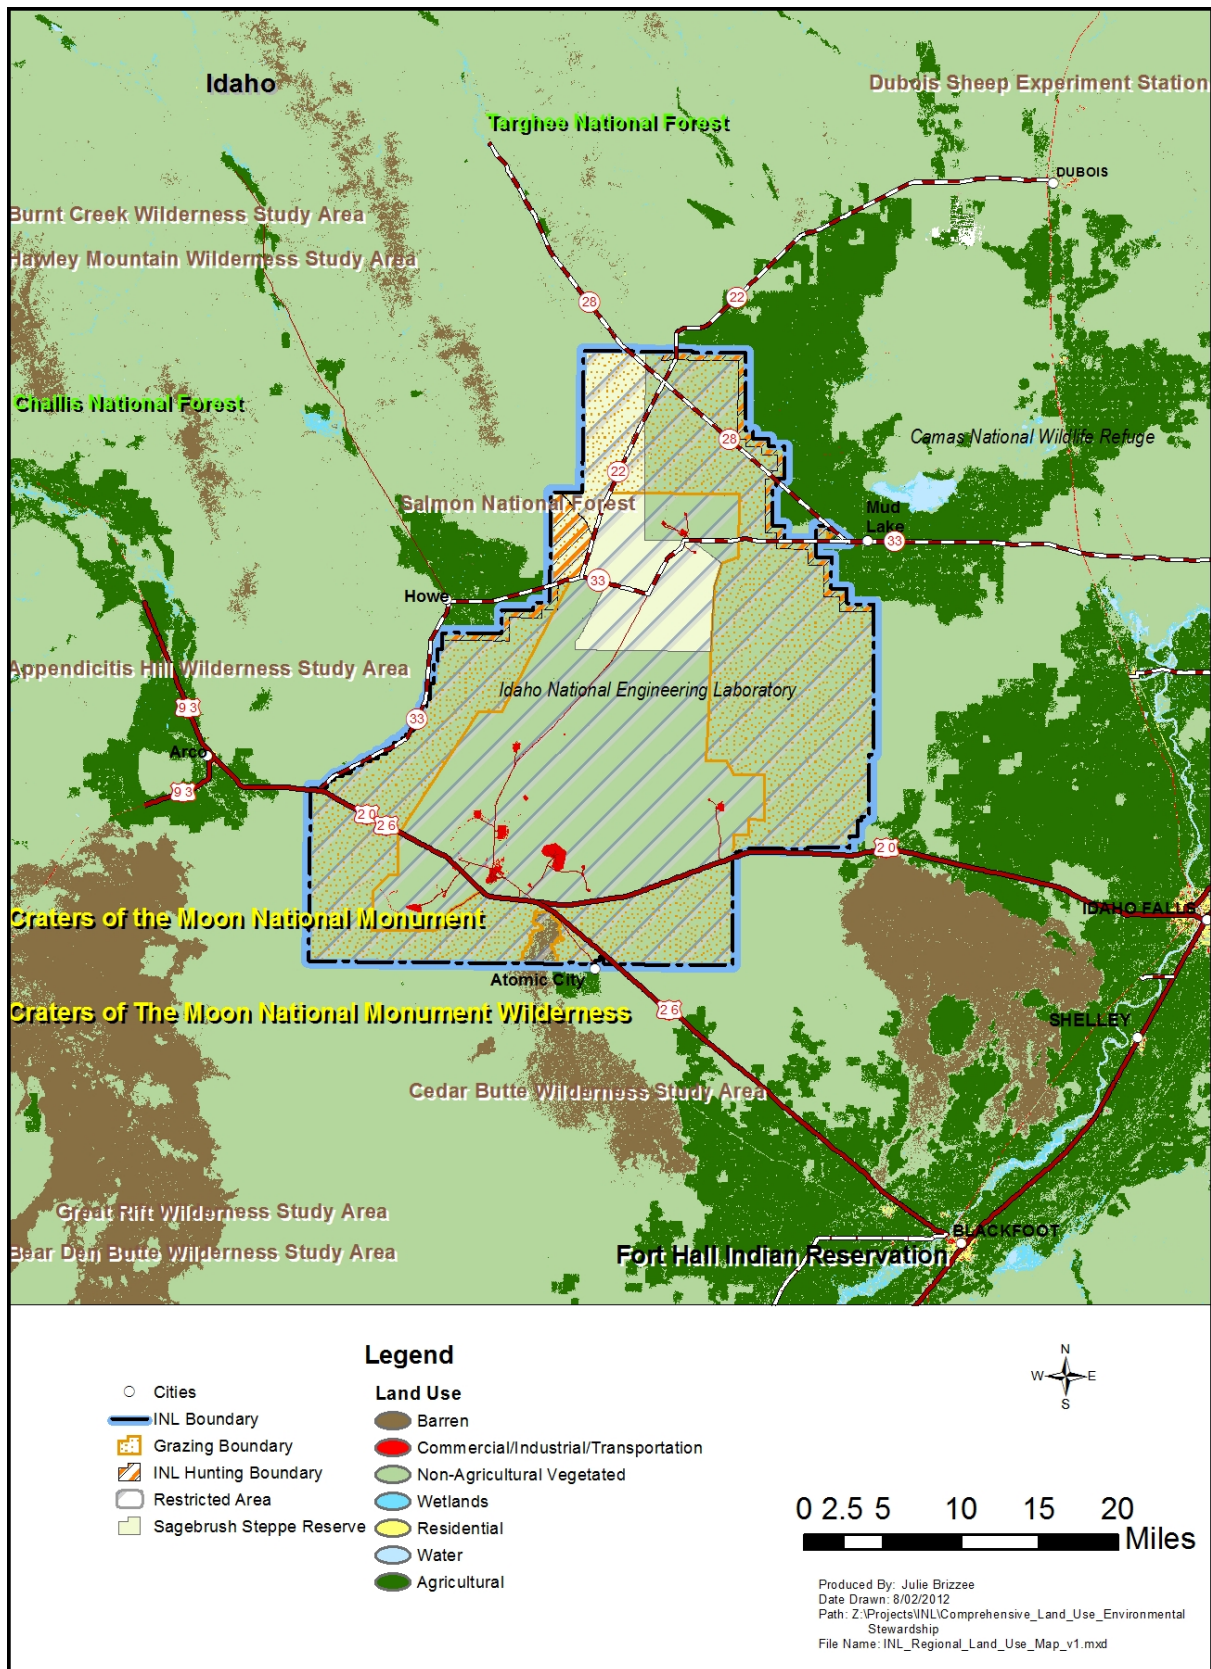 Idaho
Dubois Sheep Experiment Station
Targhee National Forest
DUBOIS
Burnt Creek Wilderness Study Area
Hawley Mountain Wilderness Study Area
28
22
Challis National Forest
28
Camas National Wildlife Refuge
22
Salmon National Forest
Mud
Lake
33
33
Howe
Appendicitis Hill Wilderness Study Area
Idaho National Engineering Laboratory
93
33
Arco
93
20
26
20
Craters of the Moon National Monument
IDAHO FALLS
Atomic City
Craters of The Moon National Monument Wilderness
26
SHELLEY
Cedar Butte Wilderness Study Area
Great Rift Wilderness Study Area
BLACKFOOT
Bear Den Butte Wilderness Study Area
Fort Hall Indian Reservation
Legend
Cities
INL Boundary
Grazing Boundary
INL Hunting Boundary
Restricted Area
Sagebrush Steppe Reserve
Land Use
Barren
Commercial/Industrial/Transportation
Non-Agricultural Vegetated
Wetlands
Residential
Water
Agricultural
N
W E
S
0 2.5 5 10 15 20
Miles
Produced By: Julie Brizzee
Date Drawn: 8/02/2012
Path: Z:\Projects\INL\Comprehensive_Land_Use_Environmental
Stewardship
File Name: INL_Regional_Land_Use_Map_v1.mxd